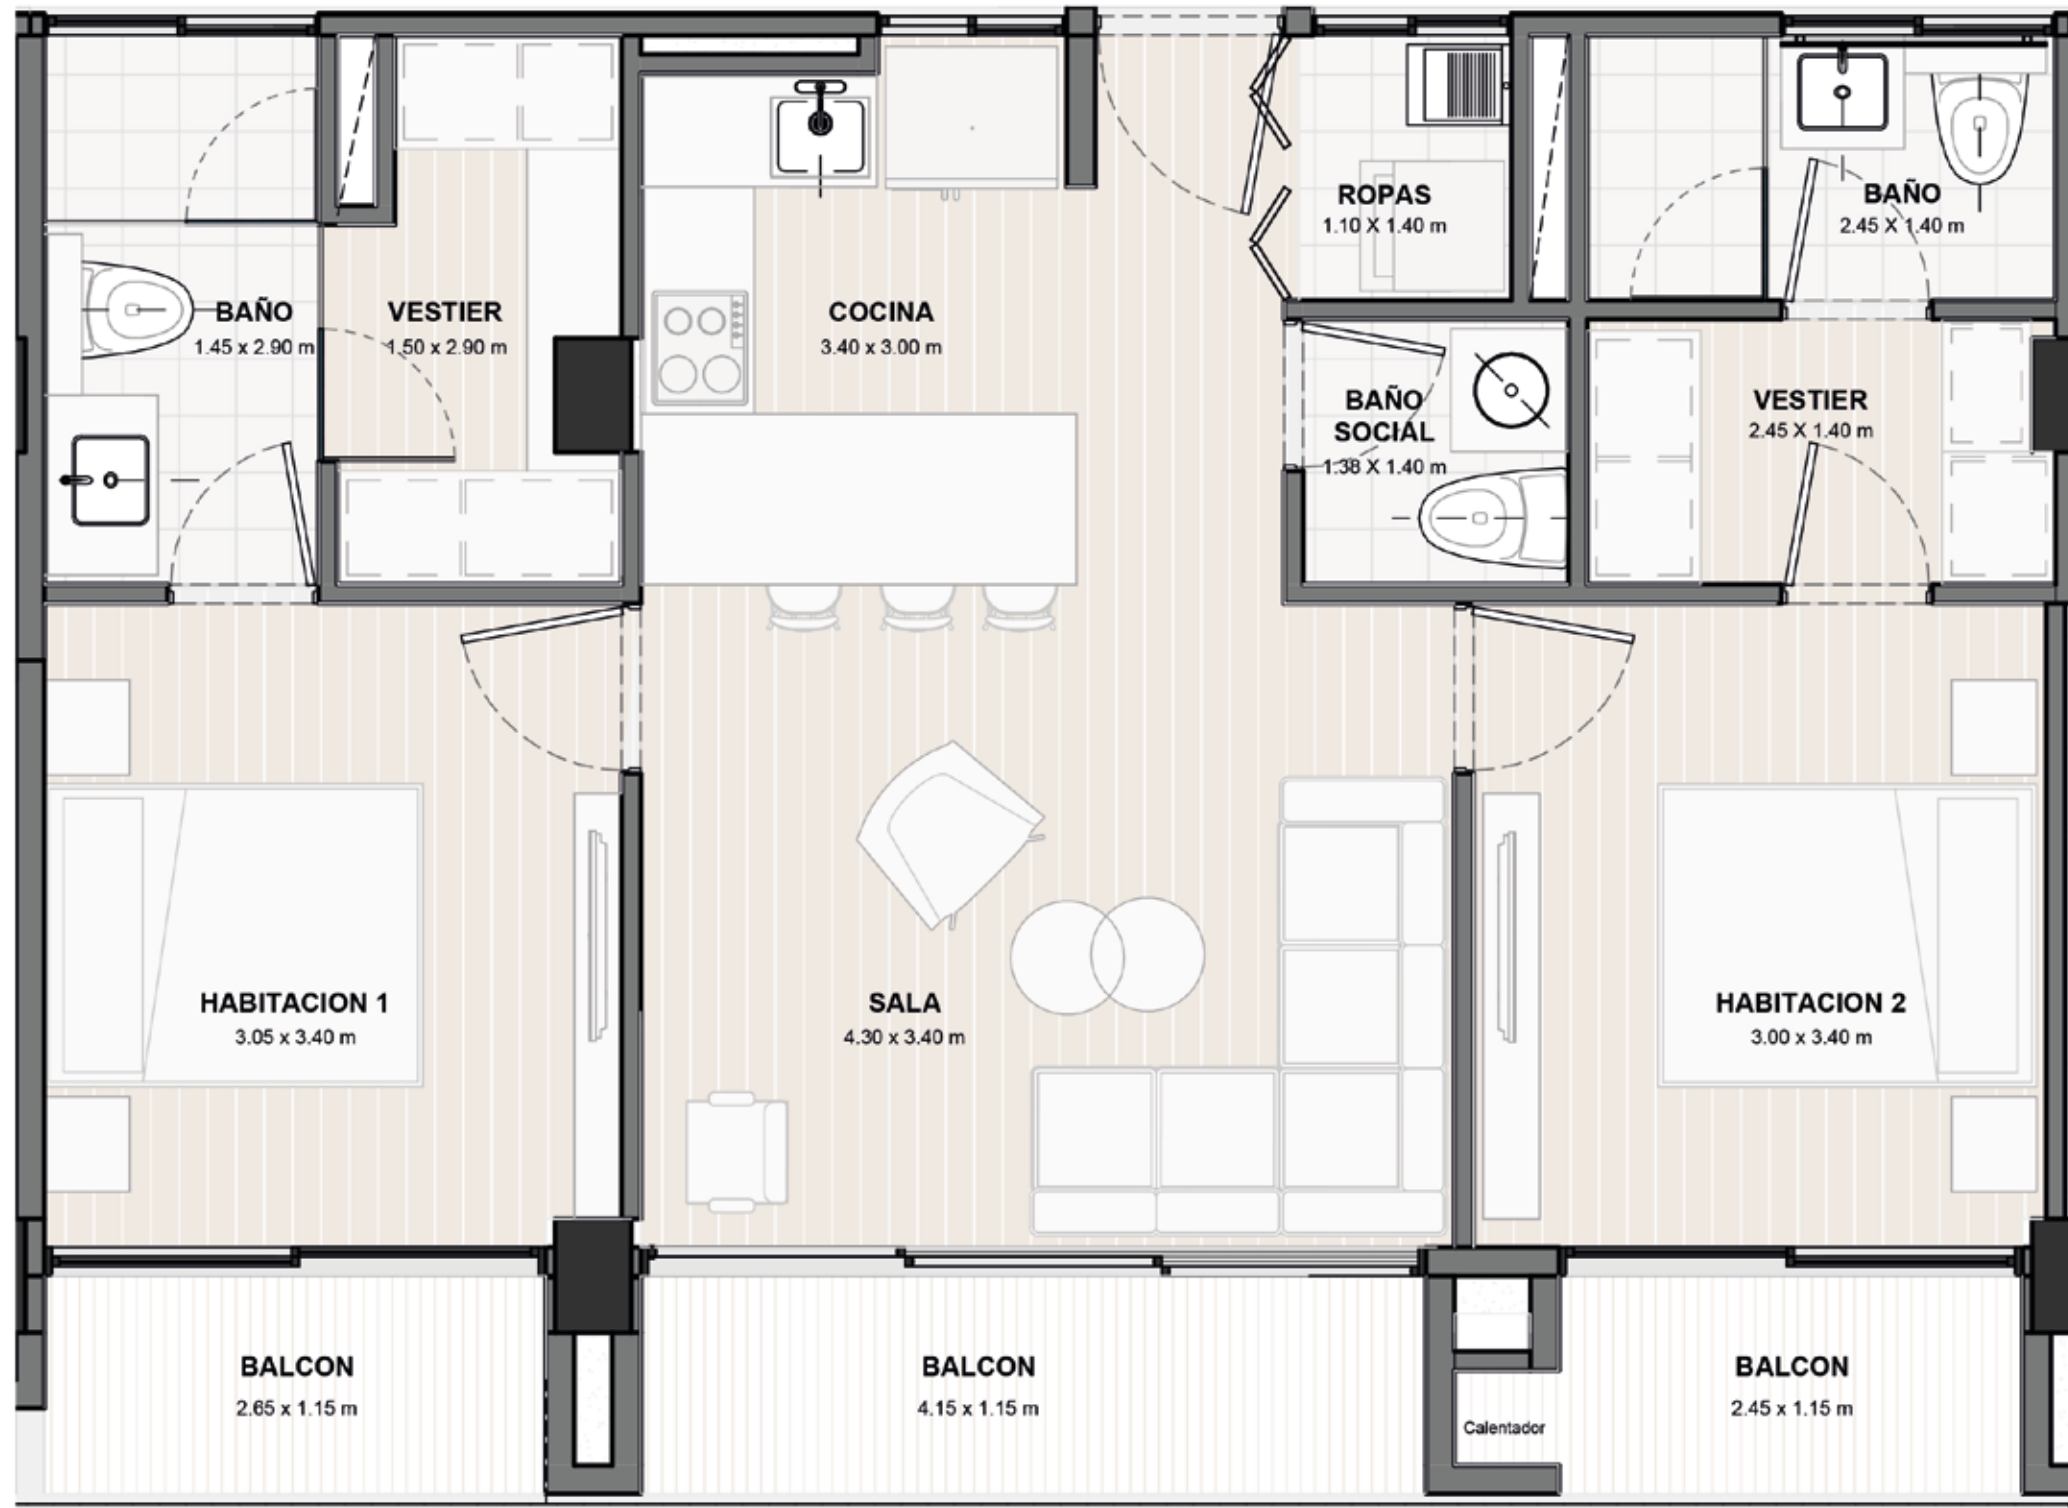 ROPAS
1.10 X 1.40 m
BAÑO
2.45 X 1.40 m
BAÑO
1.45 x 2.90 m
VESTIER
1.50 x 2.90 m
COCINA
3.40 x 3.00 m
BAÑO
SOCIAL
1.38 X 1.40 m
VESTIER
2.45 X 1.40 m
HABITACION 1
3.05 x 3.40 m
SALA
4.30 x 3.40 m
HABITACION 2
3.00 x 3.40 m
BALCON
2.65 x 1.15 m
BALCON
4.15 x 1.15 m
Calentador
BALCON
2.45 x 1.15 m